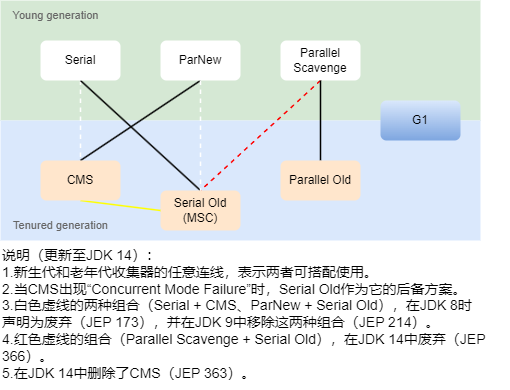 Young generation
Serial
ParNew
Parallel
Scavenge
G1
CMS
Serial Old
(MSC)
Parallel Old
Tenured generation
说明（更新至JDK 14）：
1.新生代和老年代收集器的任意连线，表示两者可搭配使用。
2.当CMS出现“Concurrent Mode Failure”时，Serial Old作为它的后备方案。
3.白色虚线的两种组合（Serial + CMS、ParNew + Serial Old），在JDK 8时
声明为废弃（JEP 173），并在JDK 9中移除这两种组合（JEP 214）。
4.红色虚线的组合（Parallel Scavenge + Serial Old），在JDK 14中废弃（JEP
366）。
5.在JDK 14中删除了CMS（JEP 363）。